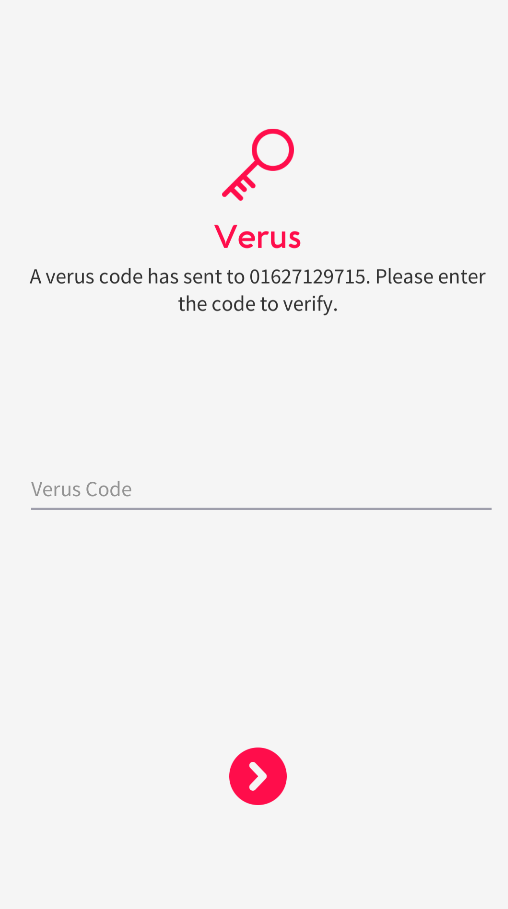 Verus
A verus code has sent to 01627129715. Please enter
the code to verify.
Verus Code